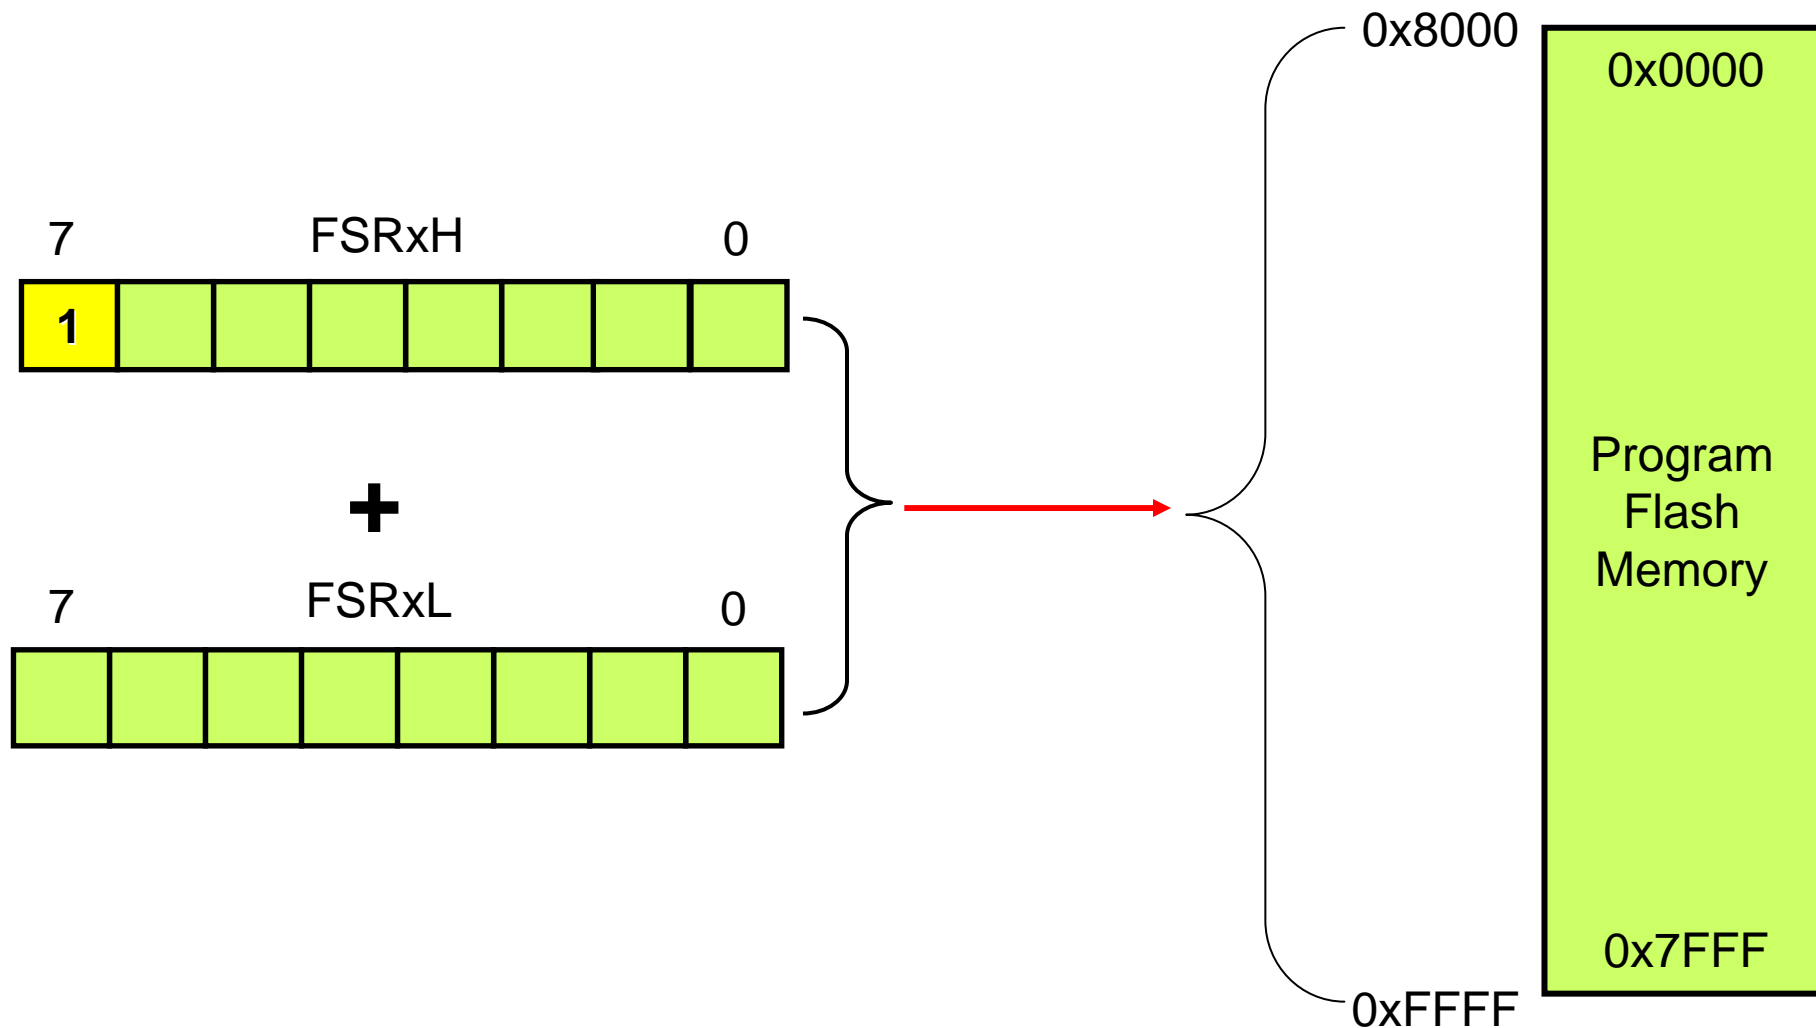 0x8000
0x0000
7 FSRxH 0
1
+
7 FSRxL 0
Program
Flash
Memory
0x7FFF
0xFFFF